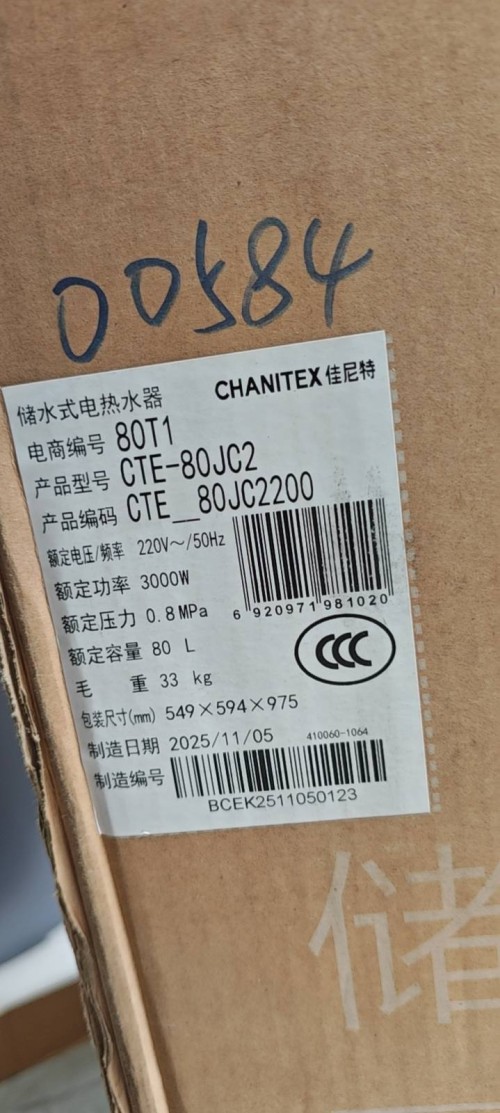 00584
CHANITEX佳尼特
储水式电热水器
电商编号 80T1
产品型号 CTE-80JC2
产品编码 CTE__80JC2200
额定电压/频率 220V～/50Hz
额定功率 3000W
额定压力 0.8MPa
6 920971 981020
额定容量 80 L
CCC
毛 重 33 kg
包装尺寸(mm) 549×594×975
制造日期 2025/11/05 410060-1064
制造编号
BCEK2511050123
储